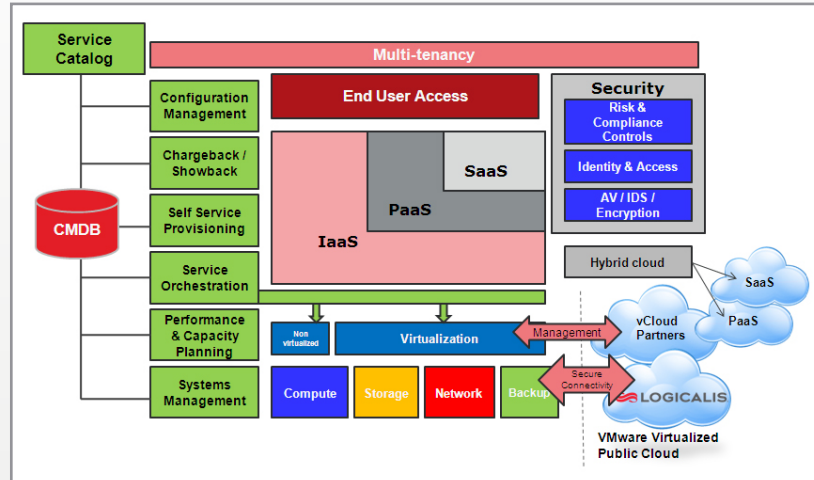 Service
Catalog
Multi-tenancy
Configuration
Management
End User Access
Security
Risk &
Compliance
Controls
Chargeback /
Showback
SaaS
Identity & Access
CMDB
Self Service
Provisioning
PaaS
AV / IDS /
Encryption
IaaS
Service
Orchestration
Hybrid cloud
SaaS
PaaS
Performance
& Capacity
Planning
Non
virtualized
Virtualization
Management
vCloud
Partners
Systems
Management
Compute
Storage
Network
Backup
Secure
Connectivity
LOGICALIS
VMware Virtualized
Public Cloud